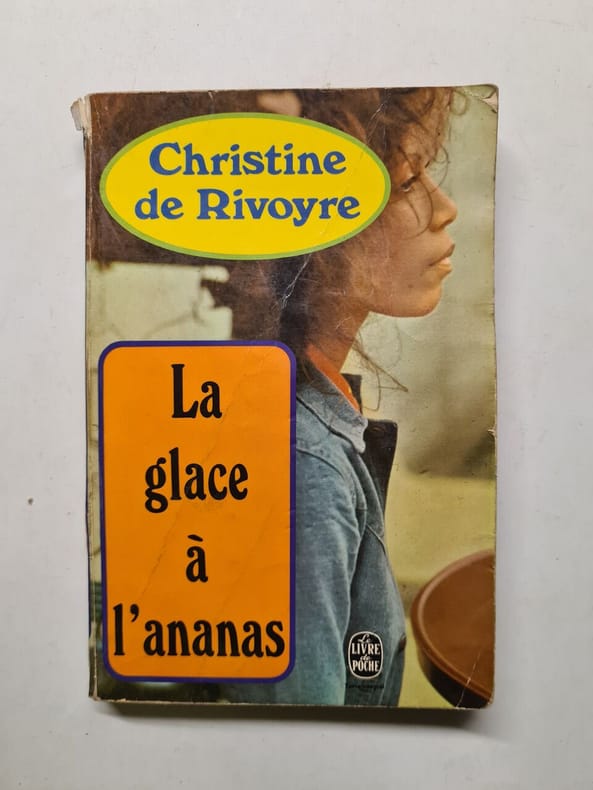 Christine
de Rivoyre
La
glace
à
l'ananas
Le
LIVRE
de
POCHE